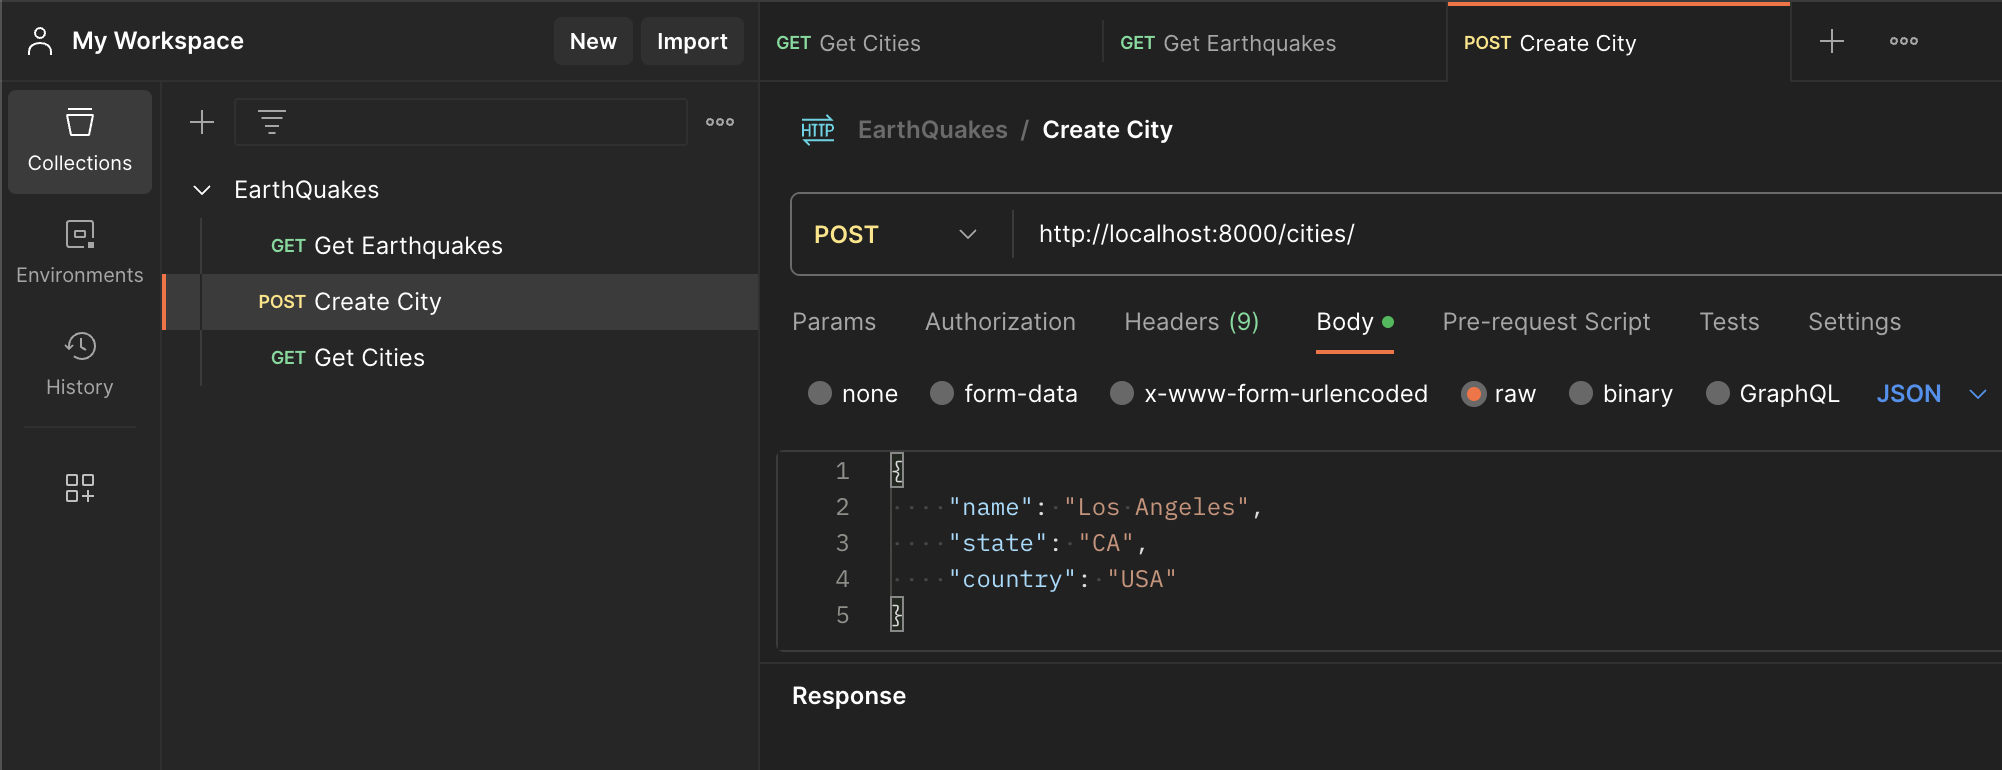 My Workspace
New
Import
GET Get Cities
GET Get Earthquakes
POST Create City
Collections
Environments
History
EarthQuakes
GET Get Earthquakes
POST Create City
GET Get Cities
HTTP EarthQuakes / Create City
POST http://localhost:8000/cities/
Params Authorization Headers (9) Body Pre-request Script Tests Settings
none form-data x-www-form-urlencoded raw binary GraphQL JSON
1 {
2 "name": "Los Angeles",
3 "state": "CA",
4 "country": "USA"
5 }
Response